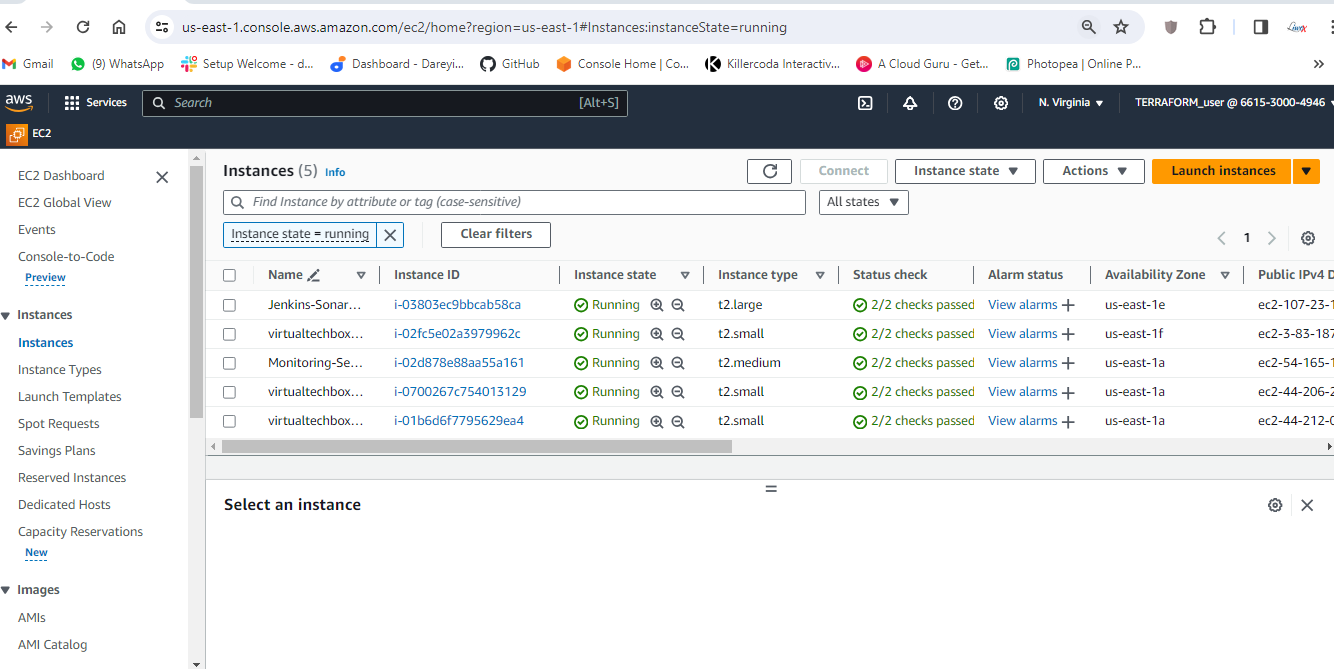 us-east-1.console.aws.amazon.com/ec2/home?region=us-east-1#Instances:instanceState=running
Gmail (9) WhatsApp Setup Welcome - d... Dashboard - Dareyi... GitHub Console Home | Co... Killercoda Interactiv... A Cloud Guru - Get... Photopea | Online P... »
aws Services Search [Alt+S] N. Virginia TERRAFORM_user @ 6615-3000-4946
EC2
EC2 Dashboard
EC2 Global View
Events
Console-to-Code
Preview
Instances
Instances
Instance Types
Launch Templates
Spot Requests
Savings Plans
Reserved Instances
Dedicated Hosts
Capacity Reservations
New
Images
AMIs
AMI Catalog
Instances (5) Info Connect Instance state Actions Launch instances
Find Instance by attribute or tag (case-sensitive) All states
Instance state = running Clear filters 1
Name Instance ID Instance state Instance type Status check Alarm status Availability Zone Public IPv4 D
Jenkins-Sonar... i-03803ec9bbcab58ca Running t2.large 2/2 checks passed View alarms + us-east-1e ec2-107-23-1
virtualtechbox... i-02fc5e02a3979962c Running t2.small 2/2 checks passed View alarms + us-east-1f ec2-3-83-187
Monitoring-Se... i-02d878e88aa55a161 Running t2.medium 2/2 checks passed View alarms + us-east-1a ec2-54-165-1
virtualtechbox... i-0700267c754013129 Running t2.small 2/2 checks passed View alarms + us-east-1a ec2-44-206-2
virtualtechbox... i-01b6d6f7795629ea4 Running t2.small 2/2 checks passed View alarms + us-east-1a ec2-44-212-0
Select an instance